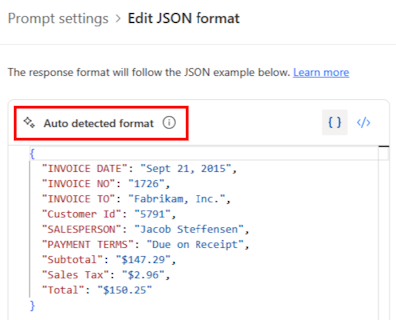 Prompt settings > Edit JSON format
The response format will follow the JSON example below. Learn more
Auto detected format
{ } </>
{
"INVOICE DATE": "Sept 21, 2015",
"INVOICE NO": "1726",
"INVOICE TO": "Fabrikam, Inc.",
"Customer Id": "5791",
"SALESPERSON": "Jacob Steffensen",
"PAYMENT TERMS": "Due on Receipt",
"Subtotal": "$147.29",
"Sales Tax": "$2.96",
"Total": "$150.25"
}